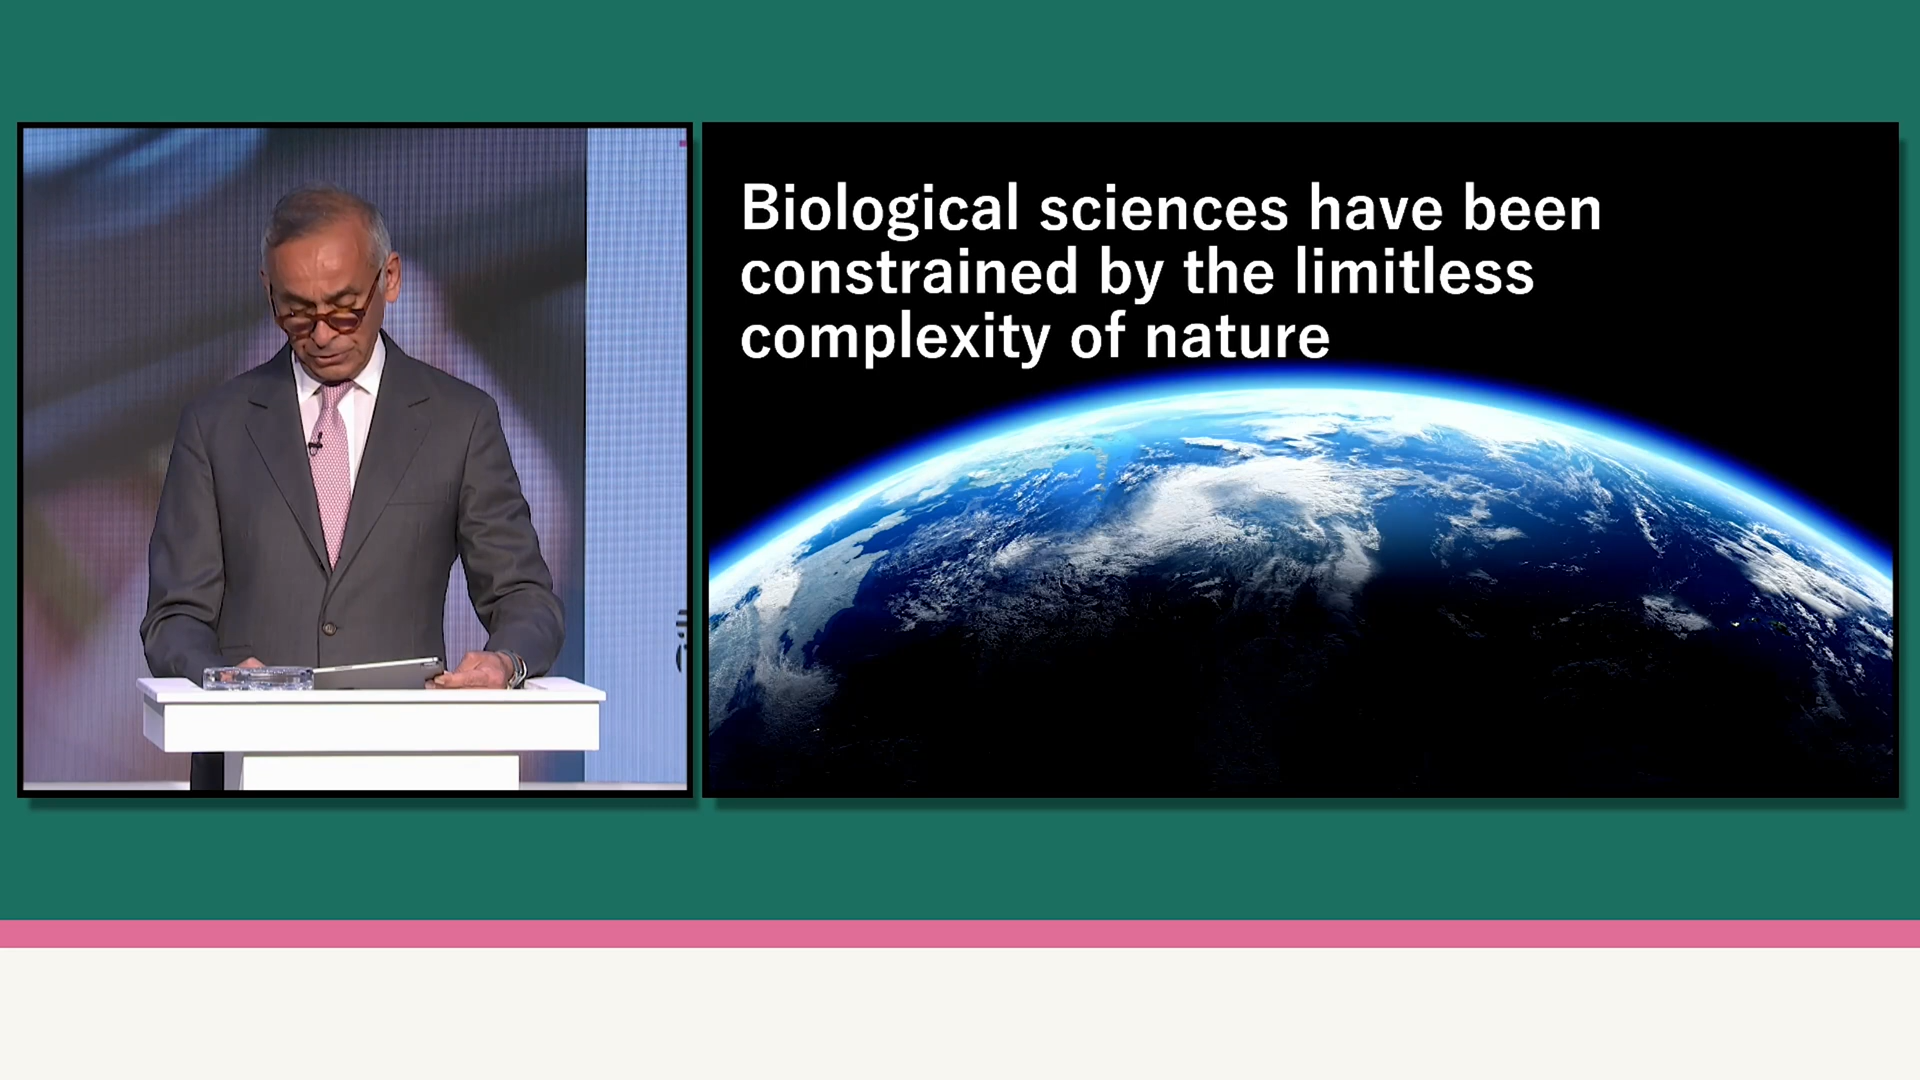 Biological sciences have been
constrained by the limitless
complexity of nature